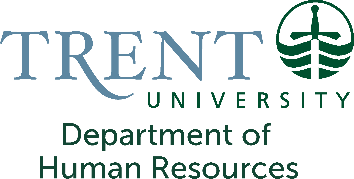 TRENT
UNIVERSITY
Department of
Human Resources